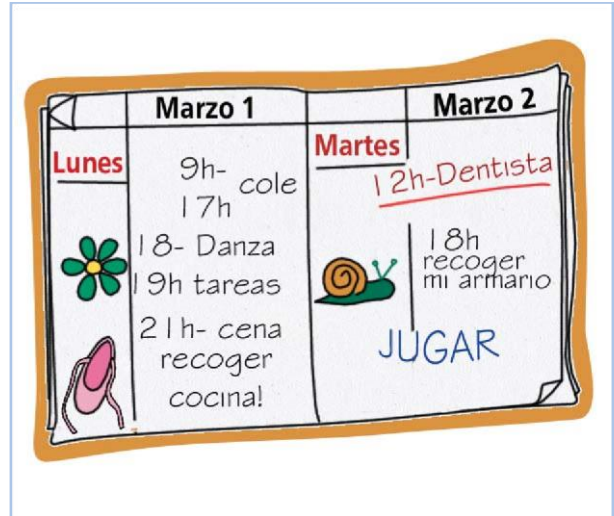 Marzo 1
Lunes
9h-
cole
17h
18- Danza
19h tareas
21h- cena
recoger
cocina!
Marzo 2
Martes
12h-Dentista
18h
recoger
mi armario
JUGAR